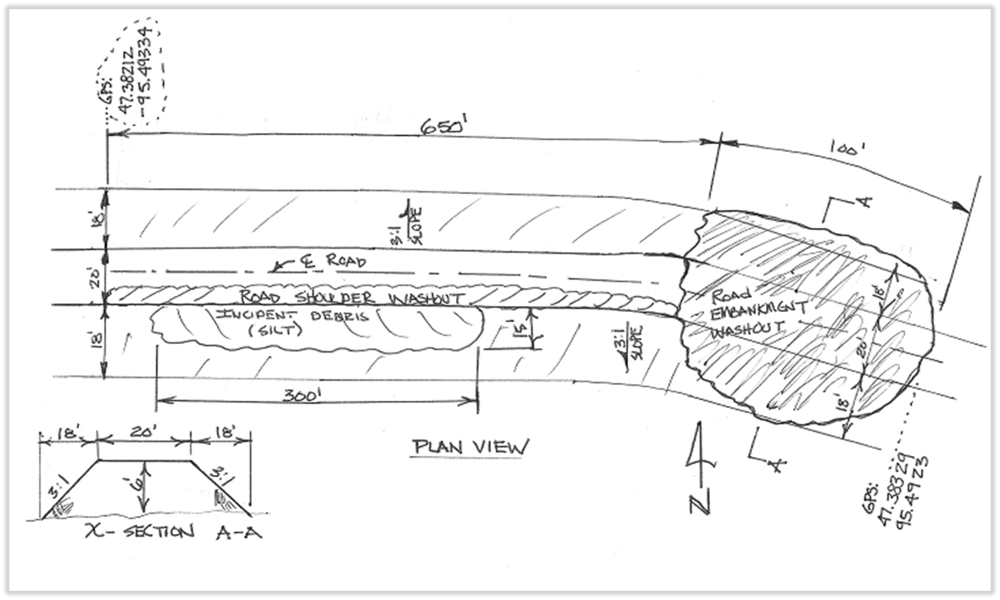 GPS:
47.38212
-95.49334
650'
100'
A
18'
3:1
SLOPE
℄ ROAD
20'
ROAD SHOULDER WASHOUT
INCIDENT DEBRIS
(SILT)
15'
18'
3:1
SLOPE
300'
ROAD
EMBANKMENT
WASHOUT
18'
20'
18'
A
GPS:
47.38329
95.4923
N
PLAN VIEW
18' 20' 18'
3:1 6' 3:1
X-SECTION A-A